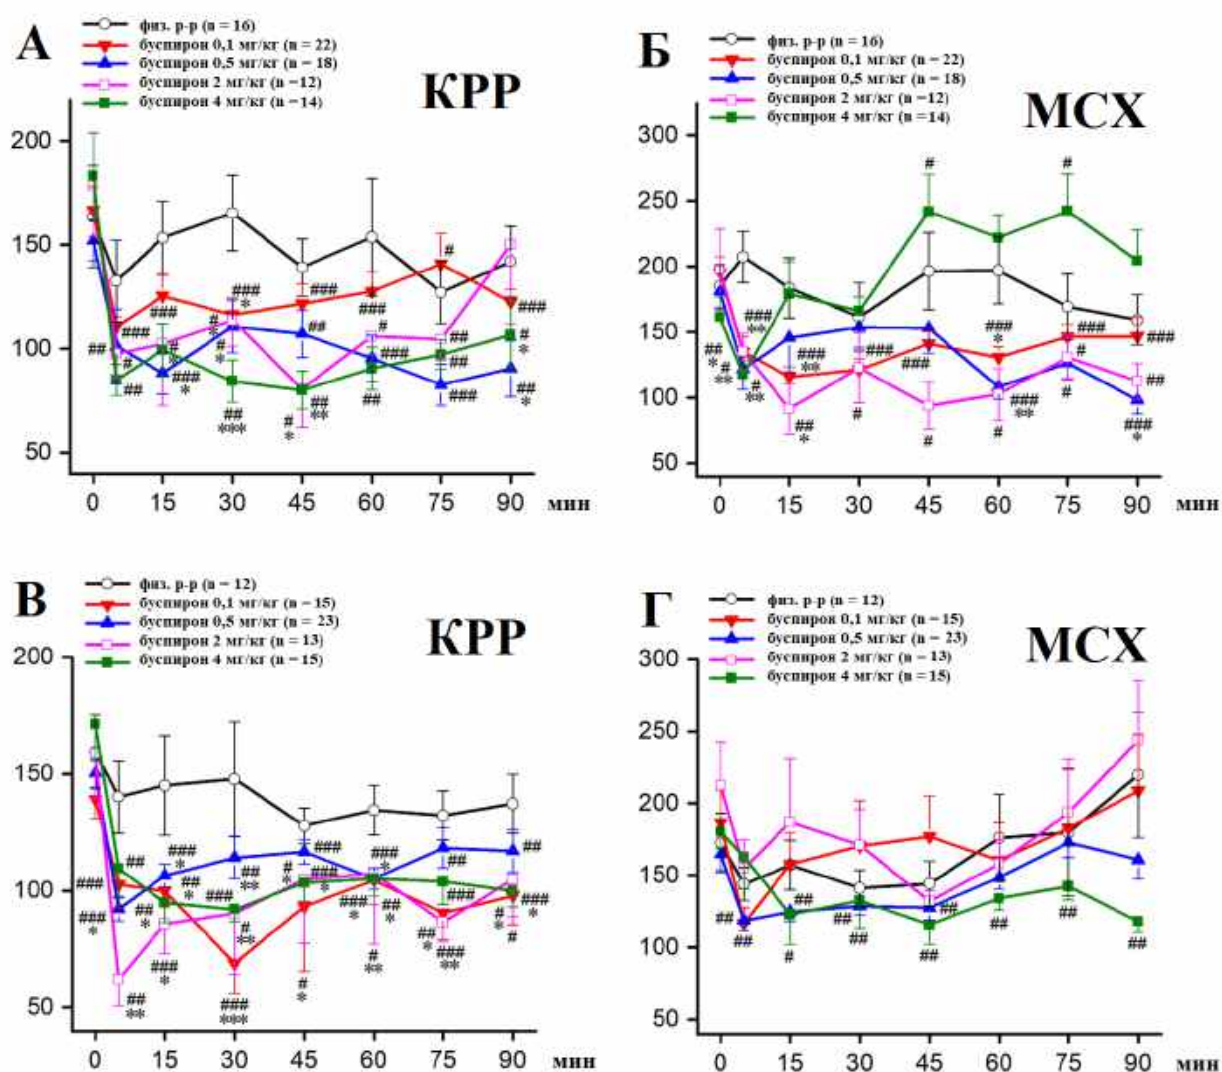 А
физ. р-р (n = 16)
буспирон 0,1 мг/кг (n = 22)
буспирон 0,5 мг/кг (n = 18)
буспирон 2 мг/кг (n =12)
буспирон 4 мг/кг (n =14)
КРР
200
150
100
50
0 15 30 45 60 75 90 мин
Б
физ. р-р (n = 16)
буспирон 0,1 мг/кг (n = 22)
буспирон 0,5 мг/кг (n = 18)
буспирон 2 мг/кг (n =12)
буспирон 4 мг/кг (n =14)
МСХ
300
250
200
150
100
50
0 15 30 45 60 75 90 мин
В
физ. р-р (n = 12)
буспирон 0,1 мг/кг (n = 15)
буспирон 0,5 мг/кг (n = 23)
буспирон 2 мг/кг (n = 13)
буспирон 4 мг/кг (n = 15)
КРР
200
150
100
50
0 15 30 45 60 75 90 мин
Г
физ. р-р (n = 12)
буспирон 0,1 мг/кг (n = 15)
буспирон 0,5 мг/кг (n = 23)
буспирон 2 мг/кг (n = 13)
буспирон 4 мг/кг (n = 15)
МСХ
300
250
200
150
100
50
0 15 30 45 60 75 90 мин